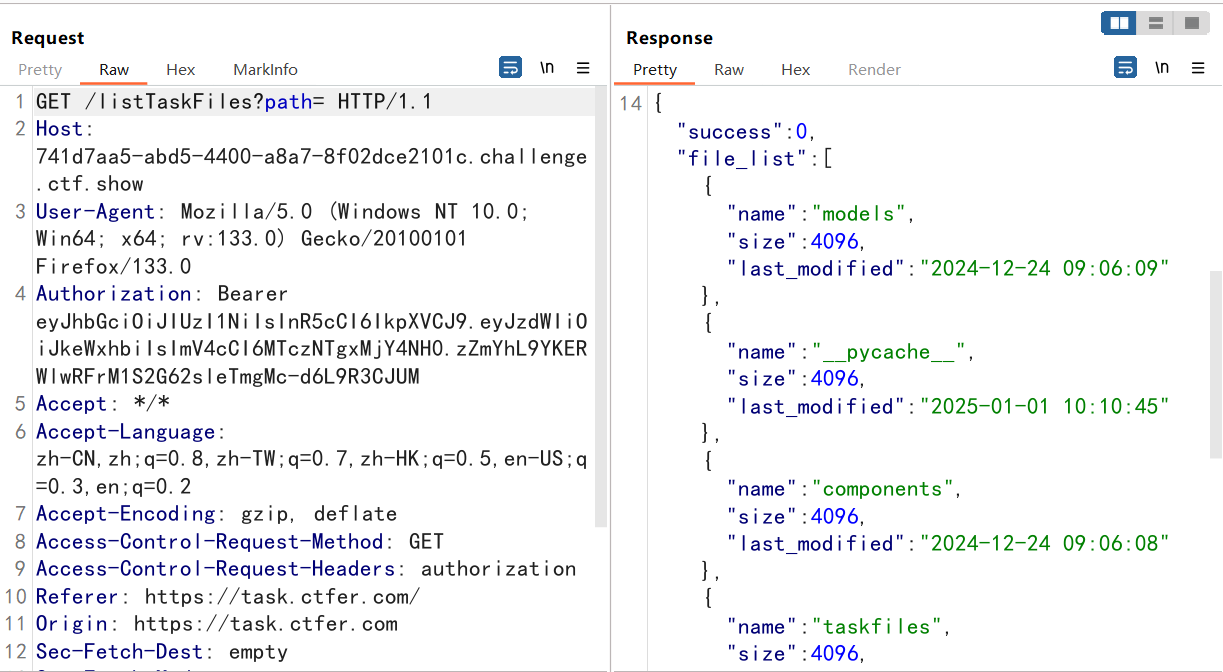 Request
Pretty Raw Hex MarkInfo \n
1 GET /listTaskFiles?path= HTTP/1.1
2 Host:
741d7aa5-abd5-4400-a8a7-8f02dce2101c.challenge
.ctf.show
3 User-Agent: Mozilla/5.0 (Windows NT 10.0;
Win64; x64; rv:133.0) Gecko/20100101
Firefox/133.0
4 Authorization: Bearer
eyJhbGciOiJIUzI1NiIsInR5cCI6IkpXVCJ9.eyJzdWIiO
iJkeWxhbiIsImV4cCI6MTczNTgxMjY4NH0.zZmYhL9YKER
WlwRFrM1S2G62sleTmgMc-d6L9R3CJUM
5 Accept: */*
6 Accept-Language:
zh-CN,zh;q=0.8,zh-TW;q=0.7,zh-HK;q=0.5,en-US;q
=0.3,en;q=0.2
7 Accept-Encoding: gzip, deflate
8 Access-Control-Request-Method: GET
9 Access-Control-Request-Headers: authorization
10 Referer: https://task.ctfer.com/
11 Origin: https://task.ctfer.com
12 Sec-Fetch-Dest: empty
Response
Pretty Raw Hex Render \n
14 {
"success":0,
"file_list":[
{
"name":"models",
"size":4096,
"last_modified":"2024-12-24 09:06:09"
},
{
"name":"__pycache__",
"size":4096,
"last_modified":"2025-01-01 10:10:45"
},
{
"name":"components",
"size":4096,
"last_modified":"2024-12-24 09:06:08"
},
{
"name":"taskfiles",
"size":4096,